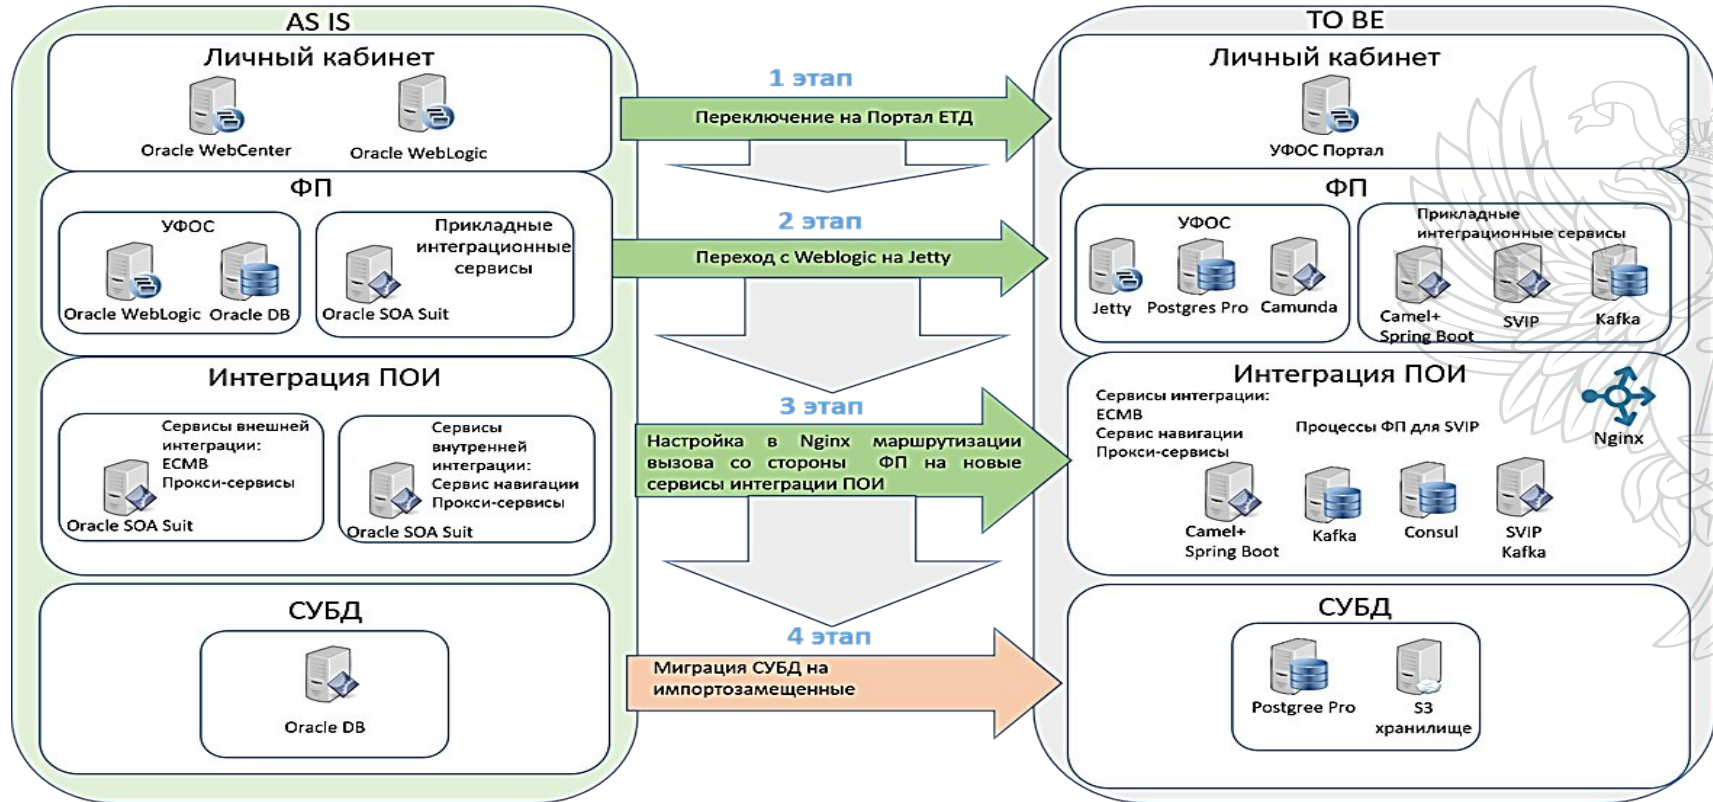 AS IS
Личный кабинет
Oracle WebCenter
Oracle WebLogic
ФП
УФОС
Oracle WebLogic
Oracle DB
Прикладные
интеграционные
сервисы
Oracle SOA Suit
Интеграция ПОИ
Сервисы внешней
интеграции:
ЕСМВ
Прокси-сервисы
Oracle SOA Suit
Сервисы
внутренней
интеграции:
Сервис навигации
Прокси-сервисы
Oracle SOA Suit
СУБД
Oracle DB
1 этап
Переключение на Портал ЕТД
2 этап
Переход с Weblogic на Jetty
3 этап
Настройка в Nginx маршрутизации
вызова со стороны ФП на новые
сервисы интеграции ПОИ
4 этап
Миграция СУБД на
импортозамещенные
TO BE
Личный кабинет
УФОС Портал
ФП
УФОС
Jetty
Postgres Pro
Camunda
Прикладные
интеграционные сервисы
Camel+
Spring Boot
SVIP
Kafka
Интеграция ПОИ
Сервисы интеграции:
ЕСМВ
Сервис навигации
Прокси-сервисы
Процессы ФП для SVIP
Nginx
Camel+
Spring Boot
Kafka
Consul
SVIP
Kafka
СУБД
Postgree Pro
S3
хранилище